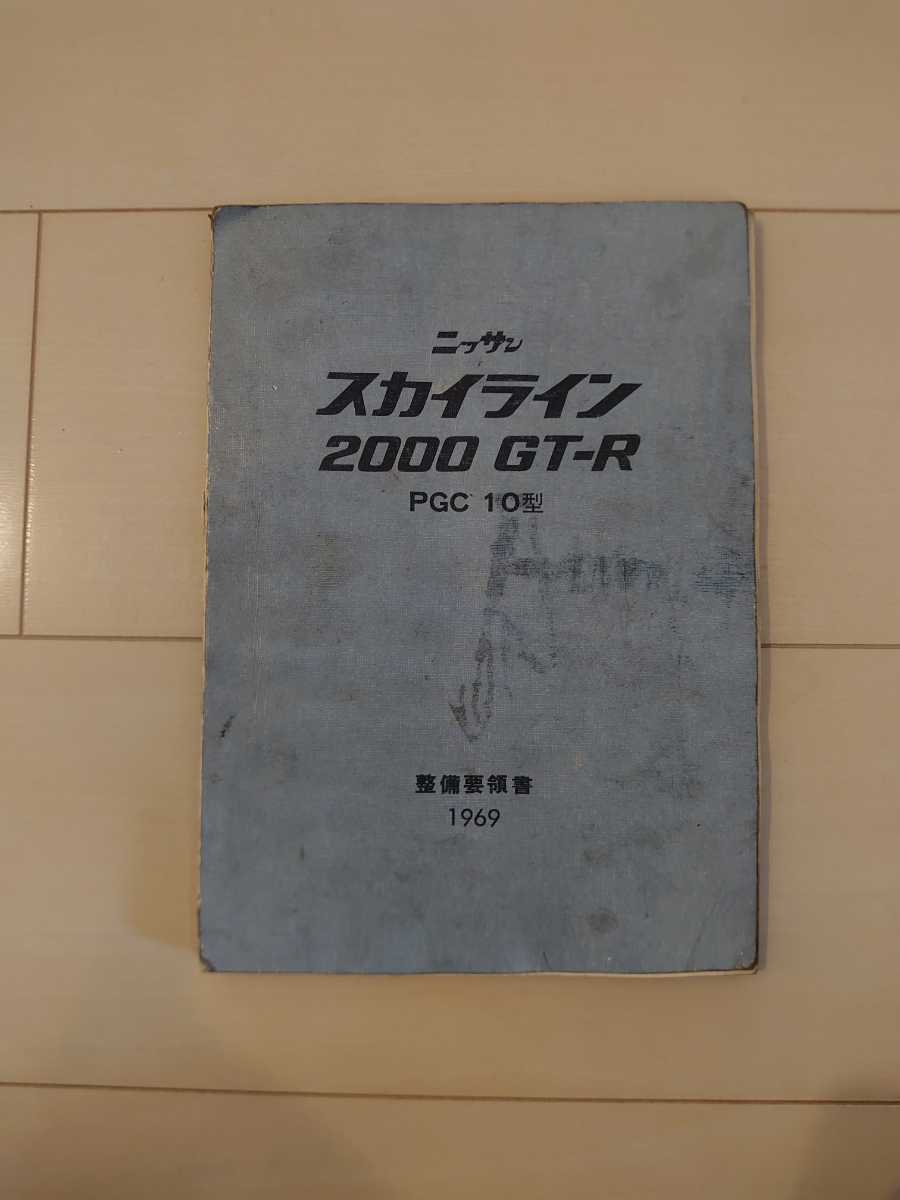 ニッサン
スカイライン
2000 GT-R
PGC 10型
整備要領書
1969